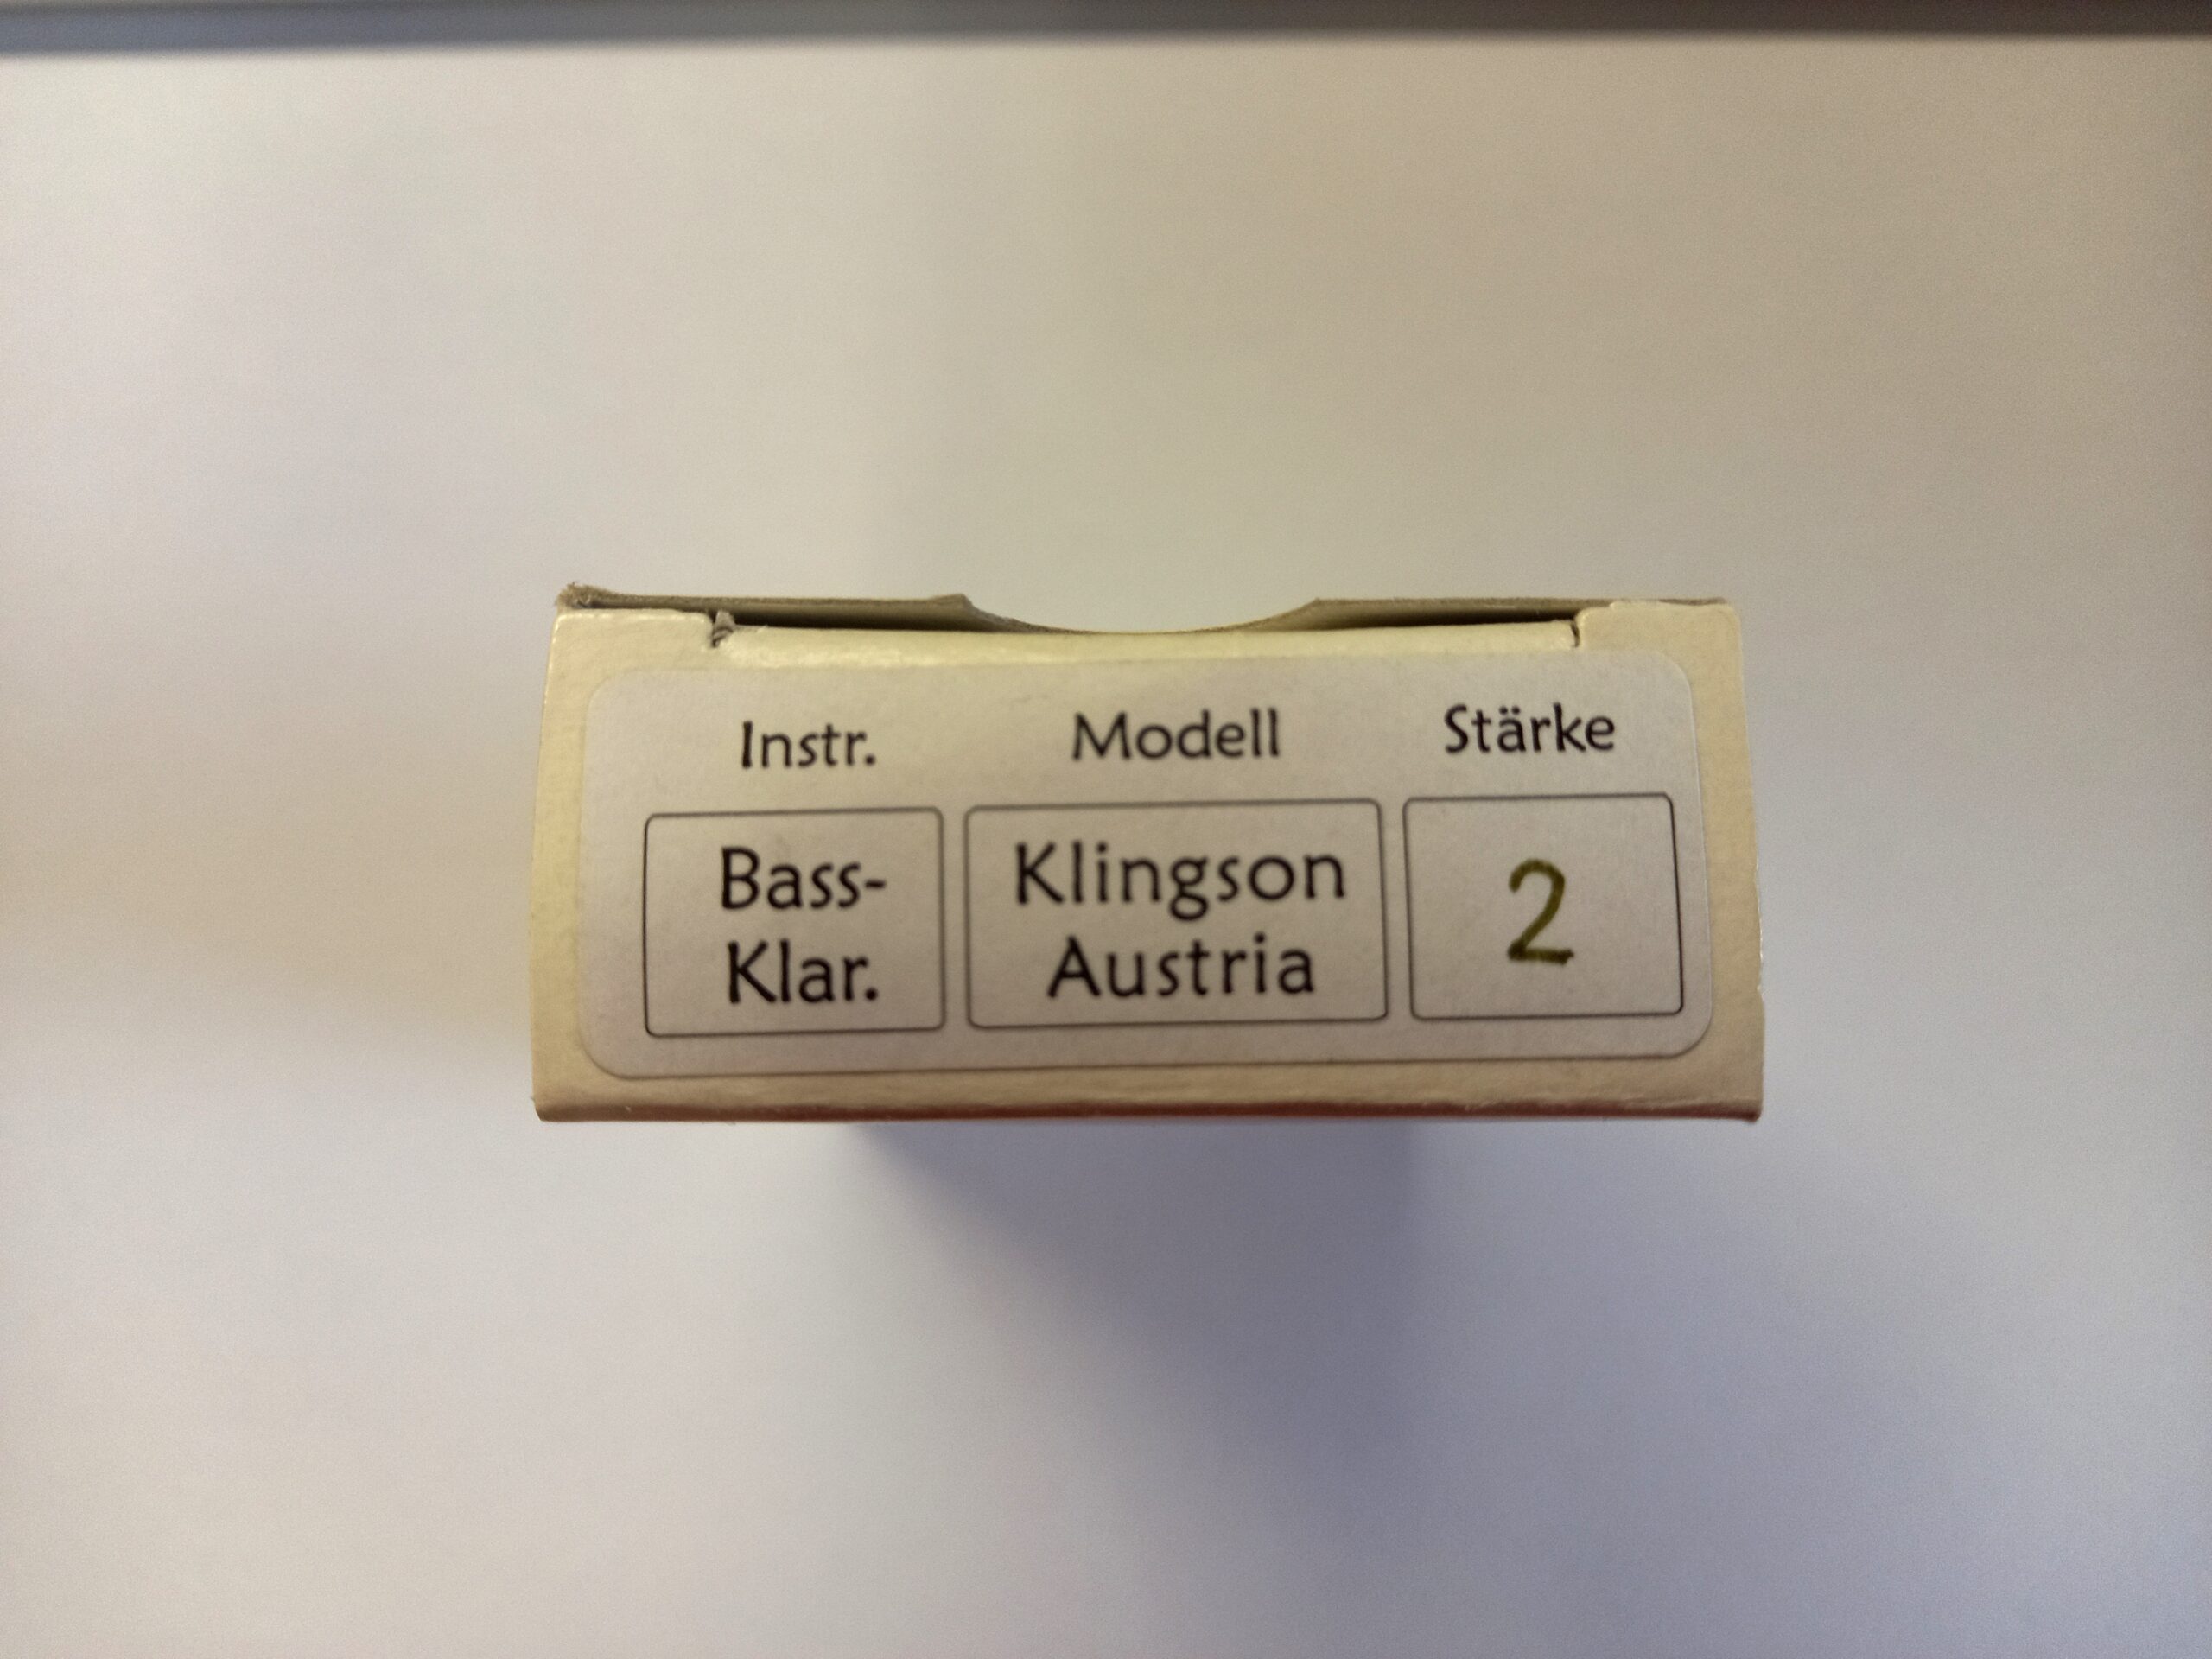 Instr. Modell Stärke
Bass- Klingson 2
Klar. Austria